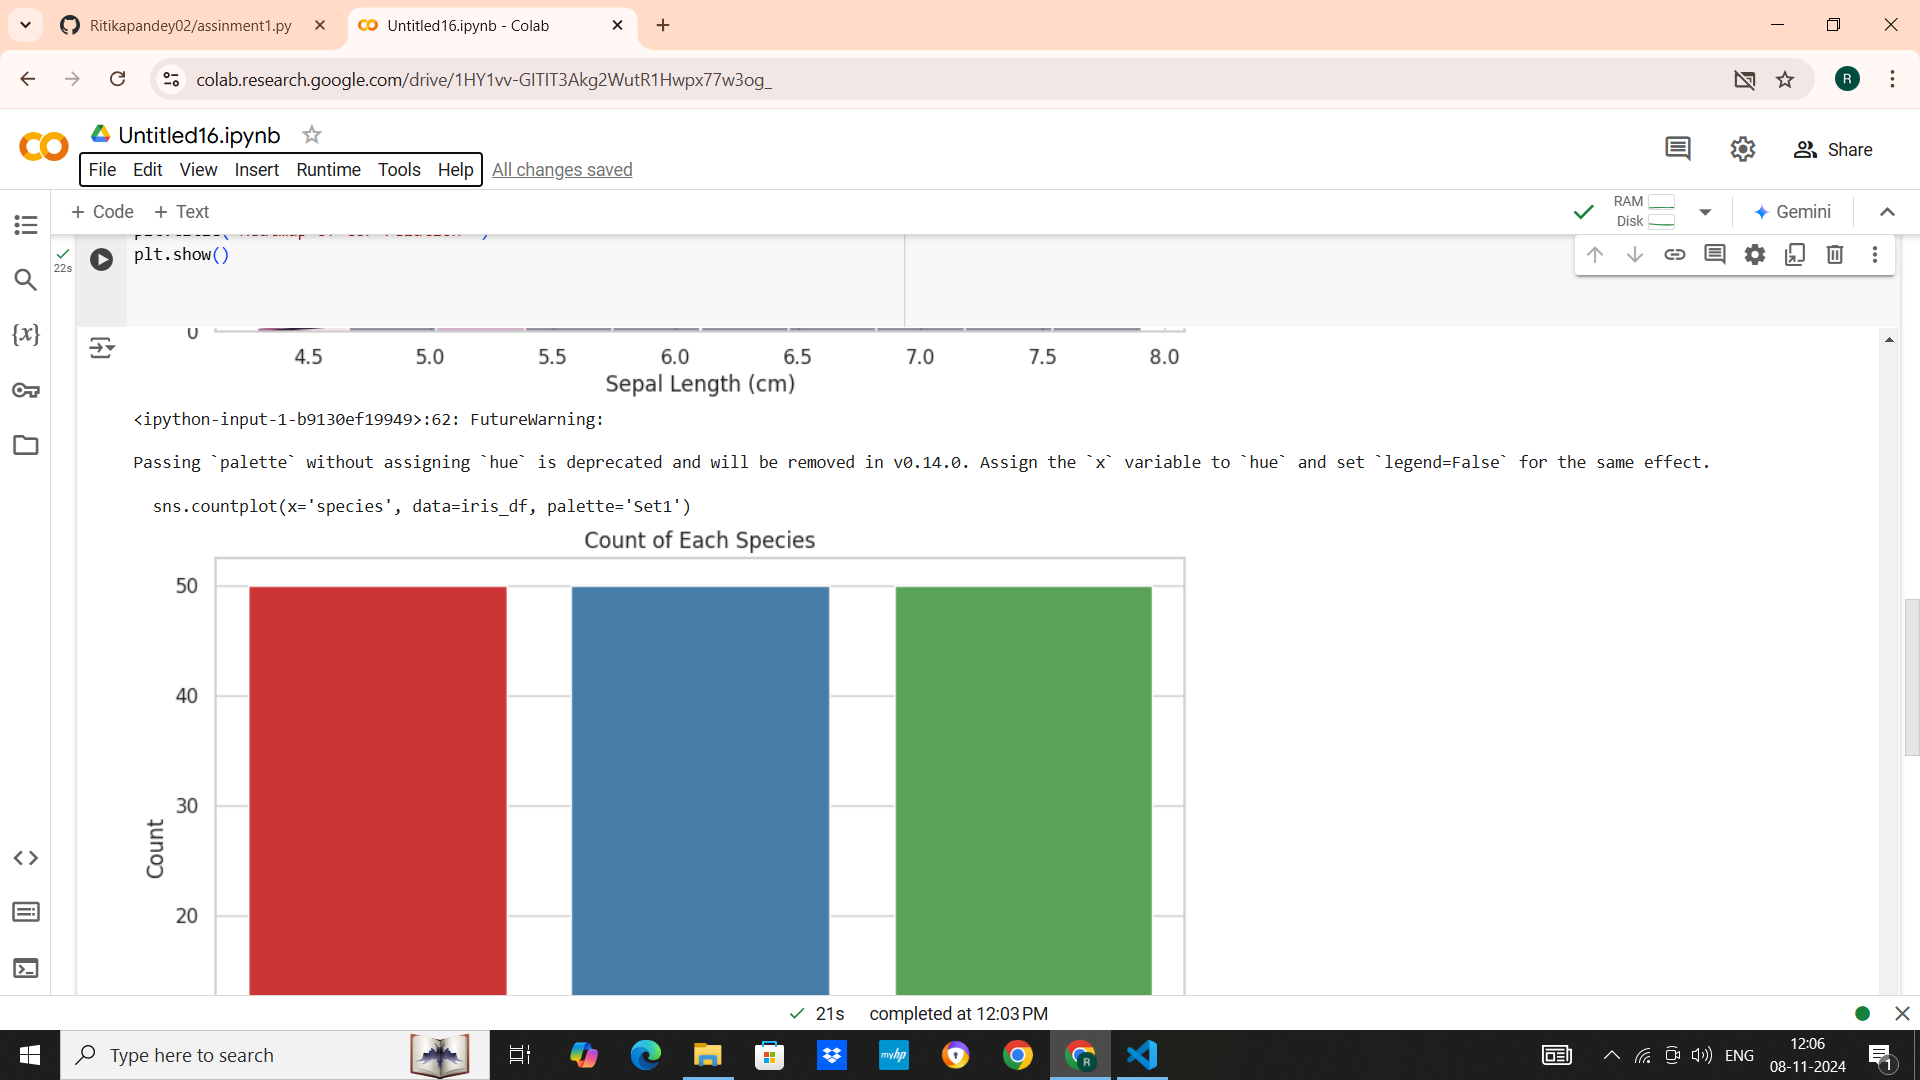 Ritikapandey02/assinment1.py
Untitled16.ipynb - Colab
colab.research.google.com/drive/1HY1vv-GITIT3Akg2WutR1Hwpx77w3og_
R
Untitled16.ipynb
File Edit View Insert Runtime Tools Help All changes saved
Share
+ Code + Text
RAM
Disk
Gemini
22s
plt.show()
0
4.5 5.0 5.5 6.0 6.5 7.0 7.5 8.0
Sepal Length (cm)
<ipython-input-1-b9130ef19949>:62: FutureWarning:
Passing `palette` without assigning `hue` is deprecated and will be removed in v0.14.0. Assign the `x` variable to `hue` and set `legend=False` for the same effect.
sns.countplot(x='species', data=iris_df, palette='Set1')
Count of Each Species
50
40
30
20
Count
21s completed at 12:03 PM
Type here to search
myhp
R
ENG
12:06
08-11-2024
1